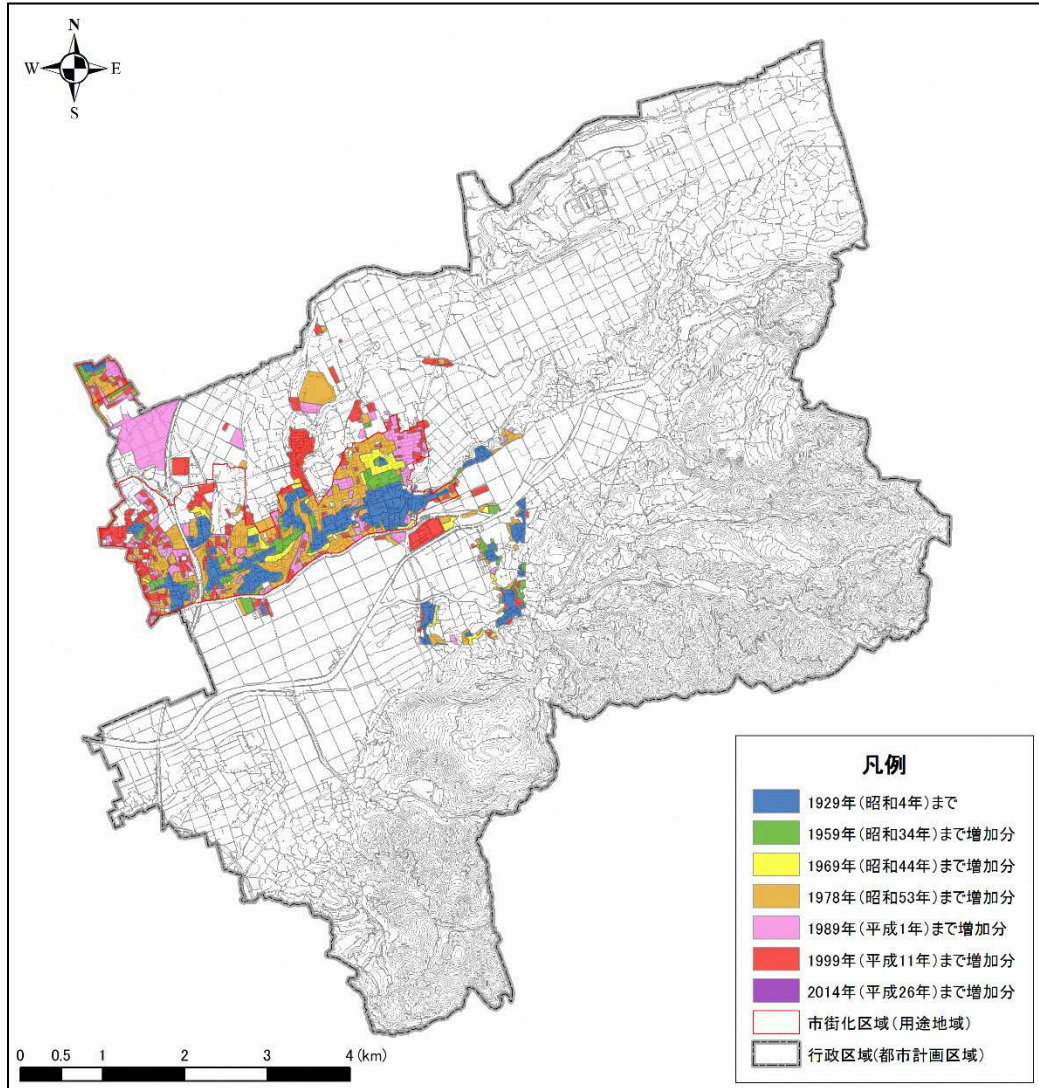 N
W E
S
凡例
1929年(昭和4年)まで
1959年(昭和34年)まで増加分
1969年(昭和44年)まで増加分
1978年(昭和53年)まで増加分
1989年(平成1年)まで増加分
1999年(平成11年)まで増加分
2014年(平成26年)まで増加分
市街化区域(用途地域)
行政区域(都市計画区域)
0 0.5 1 2 3 4 (km)